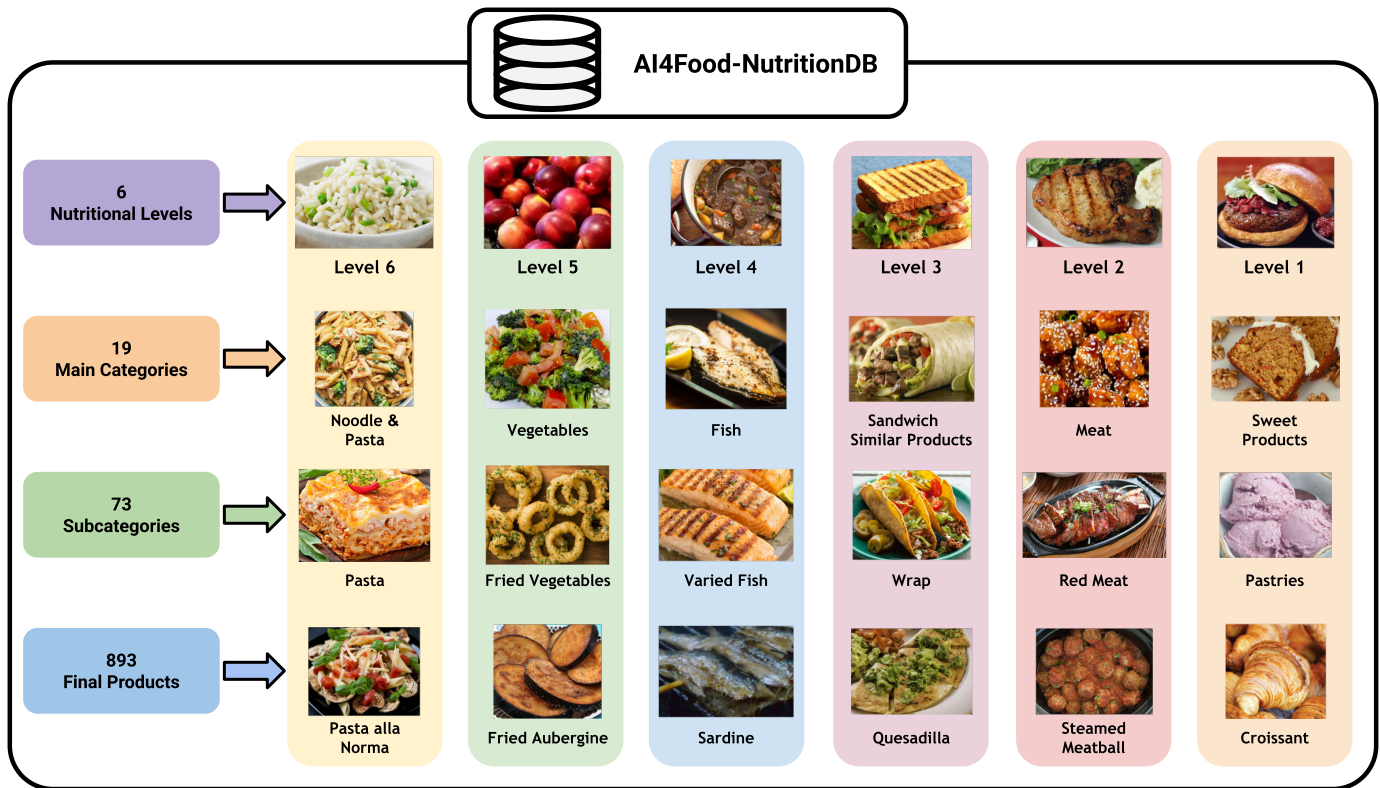 AI4Food-NutritionDB
6
Nutritional Levels
Level 6
Level 5
Level 4
Level 3
Level 2
Level 1
19
Main Categories
Noodle &
Pasta
Vegetables
Fish
Sandwich
Similar Products
Meat
Sweet
Products
73
Subcategories
Pasta
Fried Vegetables
Varied Fish
Wrap
Red Meat
Pastries
893
Final Products
Pasta alla
Norma
Fried Aubergine
Sardine
Quesadilla
Steamed
Meatball
Croissant